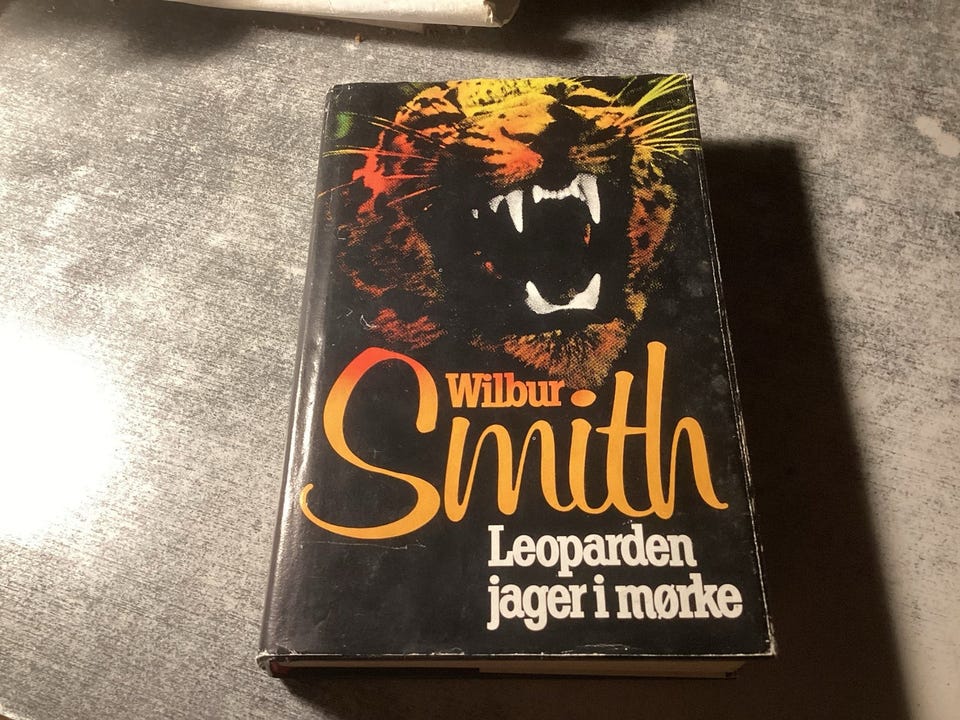 Wilbur
Smith
Leoparden
jager i mørke